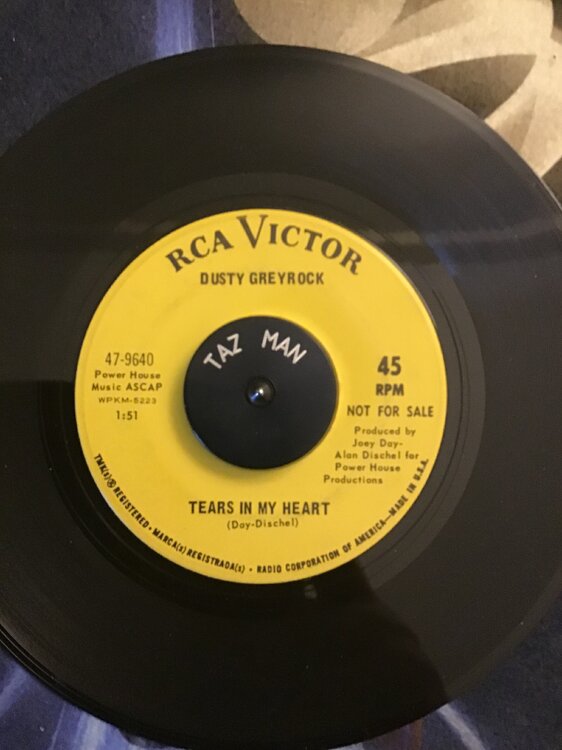 RCA VICTOR
DUSTY GREYROCK
TAZ MAN
47-9640
Power House
Music ASCAP
WPKM-5223
1:51
45
RPM
NOT FOR SALE
Produced by
Joey Day-
Alan Dischel for
Power House
Productions
TEARS IN MY HEART
(Day-Dischel)
TMK(s) ® REGISTERED • MARCA(s) REGISTRADA(s) • RADIO CORPORATION OF AMERICA—MADE IN U.S.A.